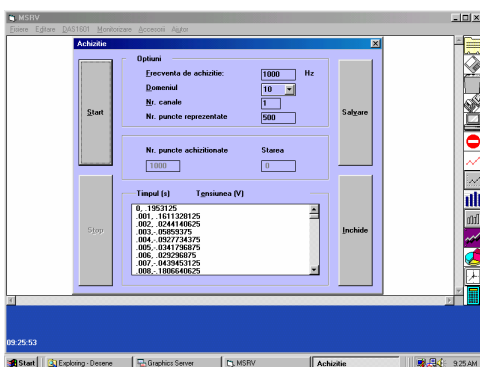 MSRV
Fisiere Editare DAS1601 Monitorizare Accesorii Ajutor
Achizitie
Optiuni
Frecventa de achizitie: 1000 Hz
Domeniul 10
Nr. canale 1
Nr. puncte reprezentate 500
Start
Salvare
Nr. puncte achizitionate Starea
1000 0
Timpul (s) Tensiunea (V)
0, .1953125
.001, .1611328125
.002, .0244140625
.003,-.05859375
.004,-.0927734375
.005,-.0341796875
.006, .029296875
.007,-.0439453125
.008,-.1806640625
Stop
Inchide
09:25:53
Start Exploring - Desene Graphics Server MSRV Achizitie 9:25 AM